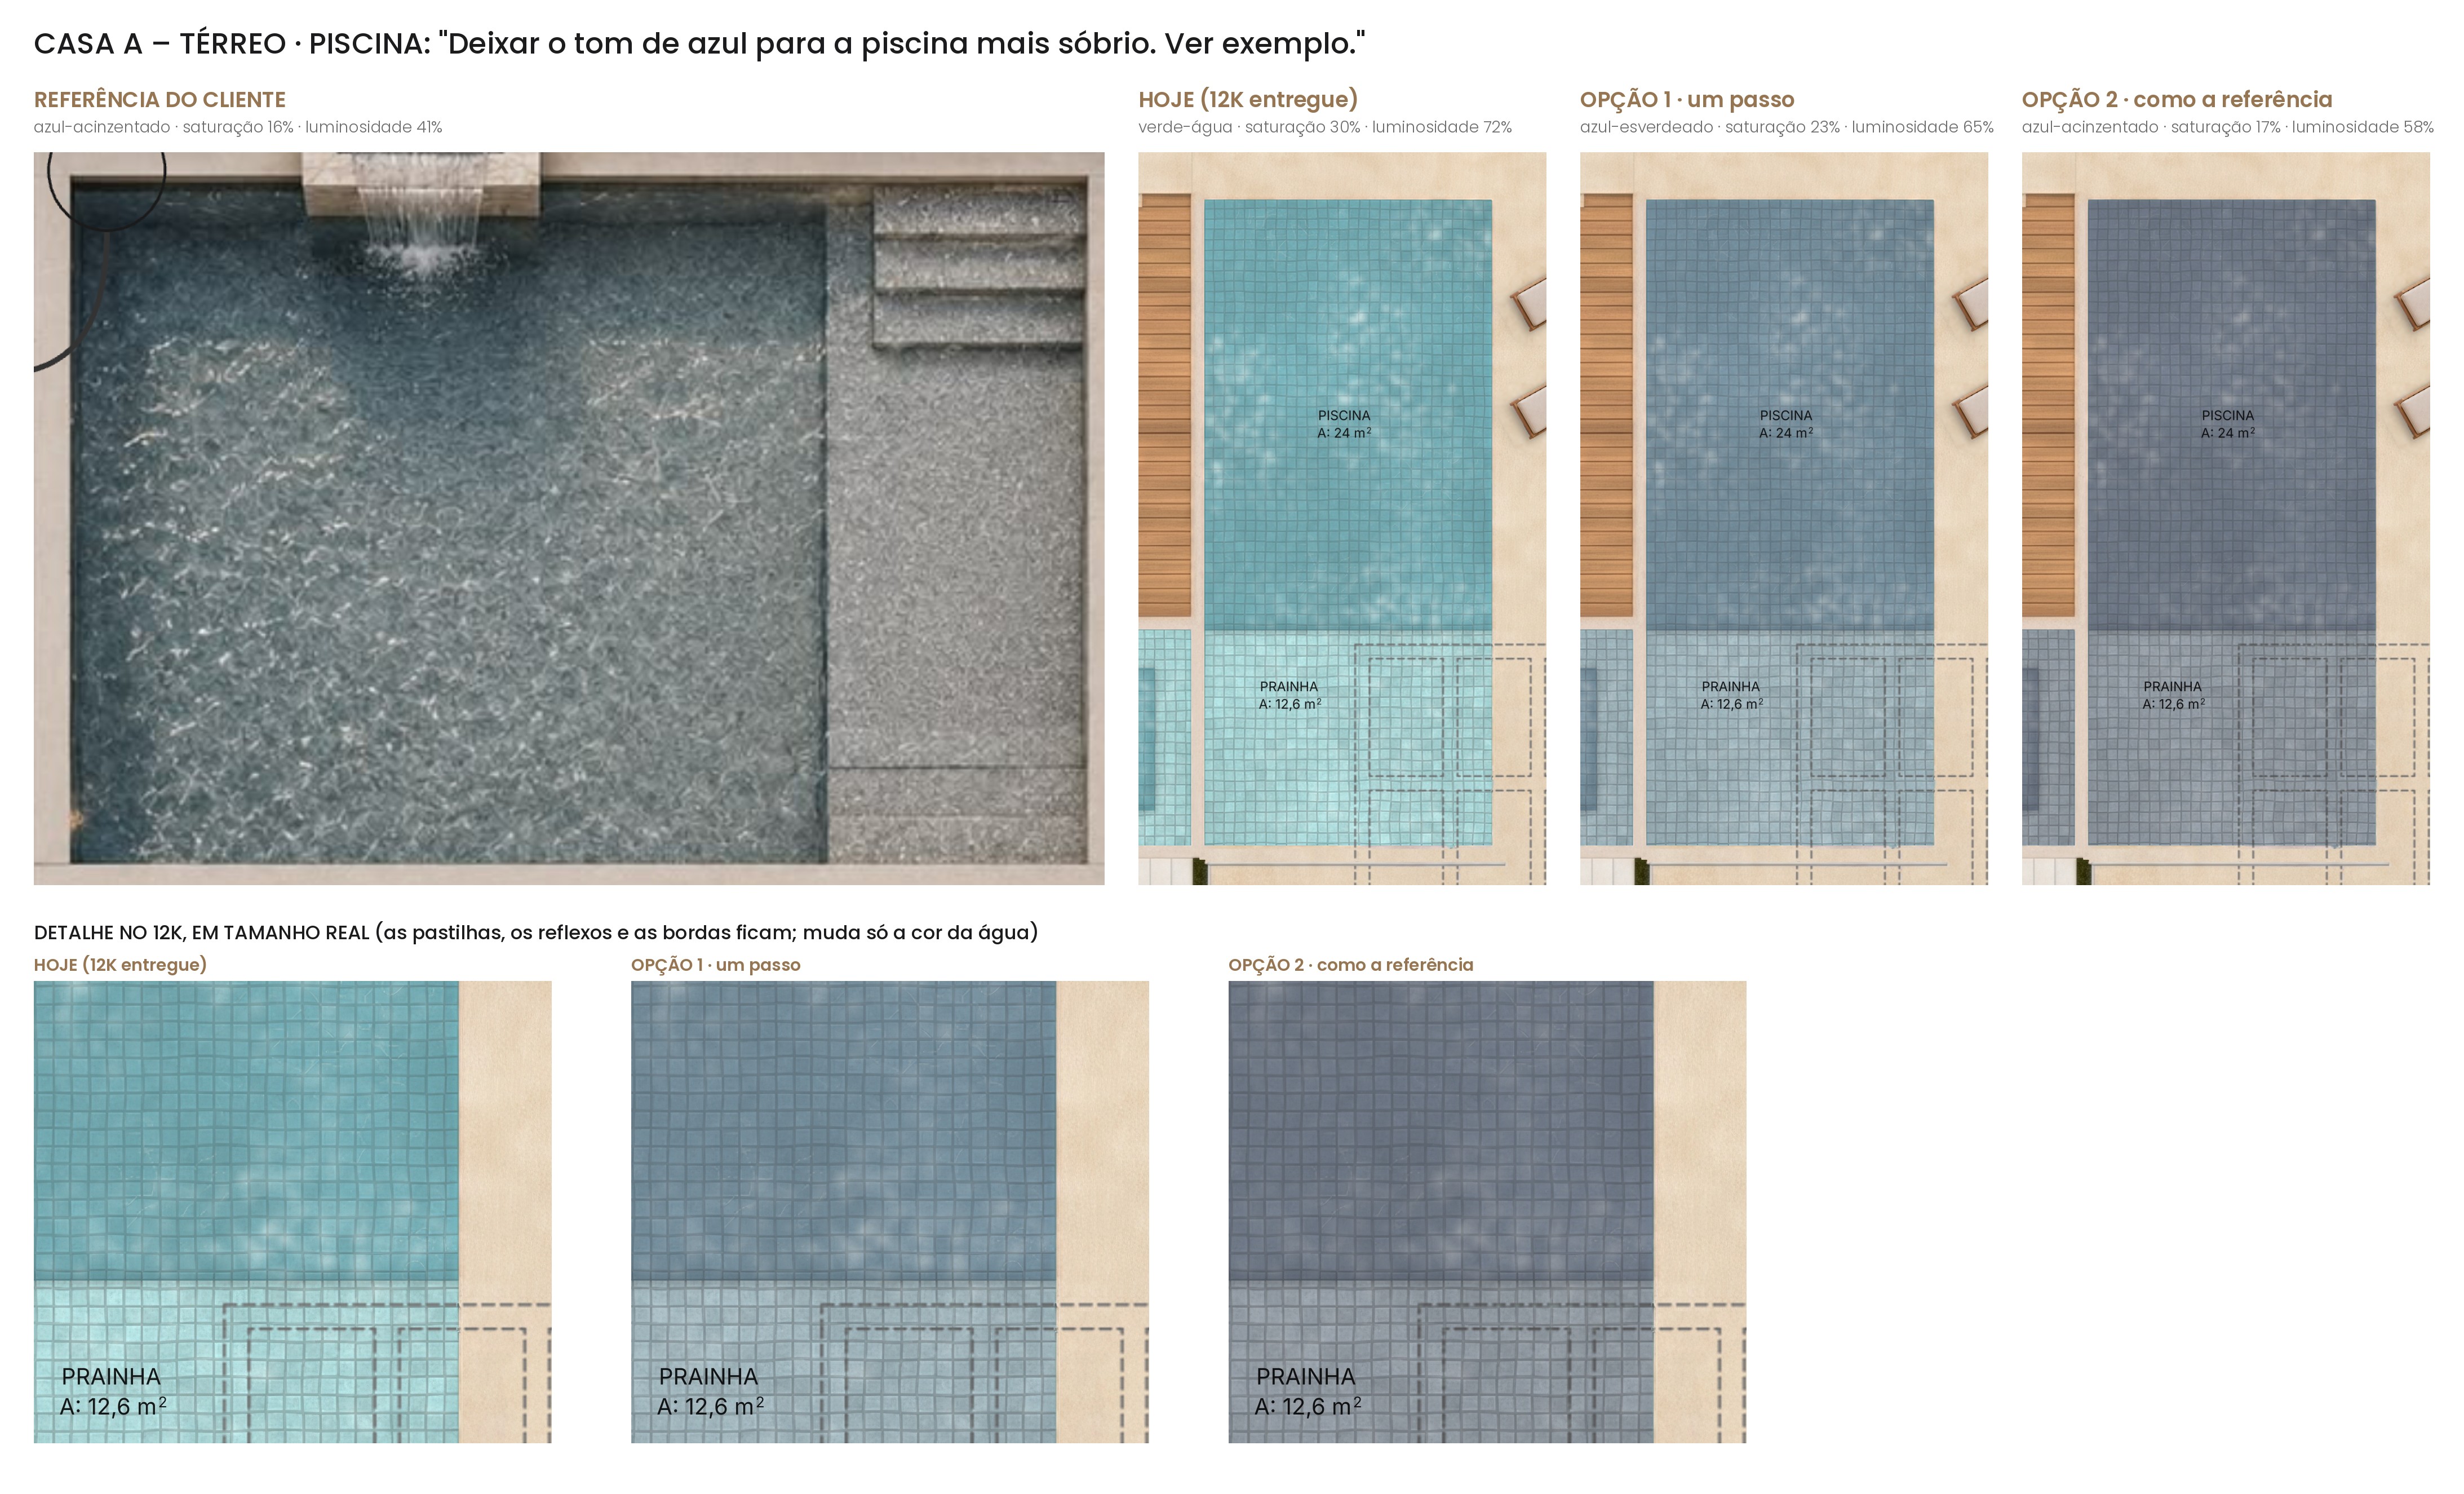 CASA A – TÉRREO · PISCINA: "Deixar o tom de azul para a piscina mais sóbrio. Ver exemplo."
REFERÊNCIA DO CLIENTE
azul-acinzentado · saturação 16% · luminosidade 41%
HOJE (12K entregue)
verde-água · saturação 30% · luminosidade 72%
PISCINA
A: 24 m²
PRAINHA
A: 12,6 m²
OPÇÃO 1 · um passo
azul-esverdeado · saturação 23% · luminosidade 65%
PISCINA
A: 24 m²
PRAINHA
A: 12,6 m²
OPÇÃO 2 · como a referência
azul-acinzentado · saturação 17% · luminosidade 58%
PISCINA
A: 24 m²
PRAINHA
A: 12,6 m²
DETALHE NO 12K, EM TAMANHO REAL (as pastilhas, os reflexos e as bordas ficam; muda só a cor da água)
HOJE (12K entregue)
PRAINHA
A: 12,6 m²
OPÇÃO 1 · um passo
PRAINHA
A: 12,6 m²
OPÇÃO 2 · como a referência
PRAINHA
A: 12,6 m²